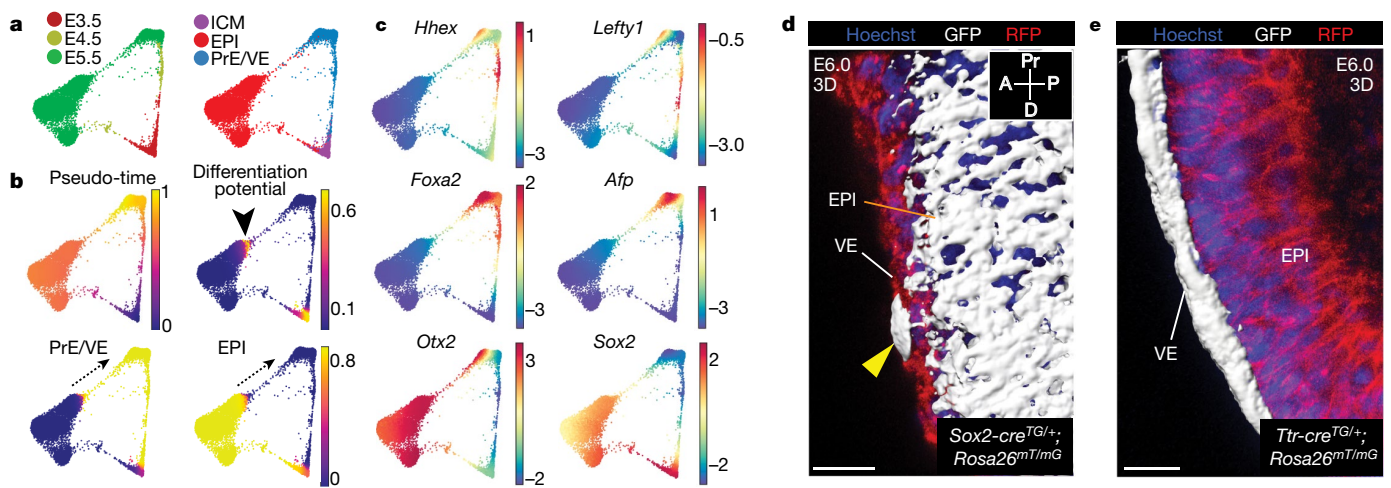 a
E3.5
E4.5
E5.5
ICM
EPI
PrE/VE
b
Pseudo-time
1
0
Differentiation
potential
0.6
0.1
PrE/VE
EPI
0.8
0
c
Hhex
1
–3
Lefty1
–0.5
–3.0
Foxa2
2
–3
Afp
1
–3
Otx2
3
–2
Sox2
2
–2
d
Hoechst GFP RFP
E6.0
3D
Pr
A P
D
EPI
VE
Sox2-creTG/+;
Rosa26mT/mG
e
Hoechst GFP RFP
E6.0
3D
EPI
VE
Ttr-creTG/+;
Rosa26mT/mG